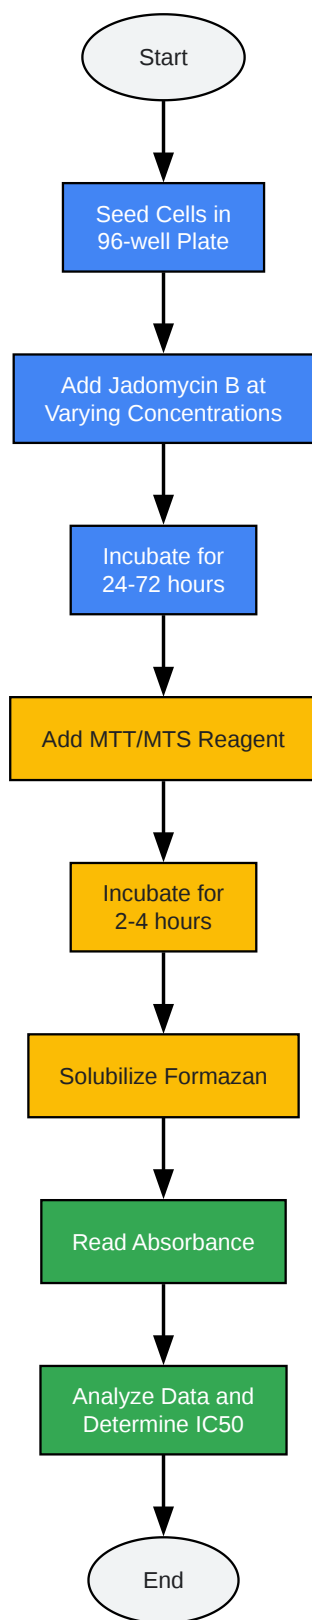 Start
Seed Cells in
96-well Plate
Add Jadomycin B at
Varying Concentrations
Incubate for
24-72 hours
Add MTT/MTS Reagent
Incubate for
2-4 hours
Solubilize Formazan
Read Absorbance
Analyze Data and
Determine IC50
End